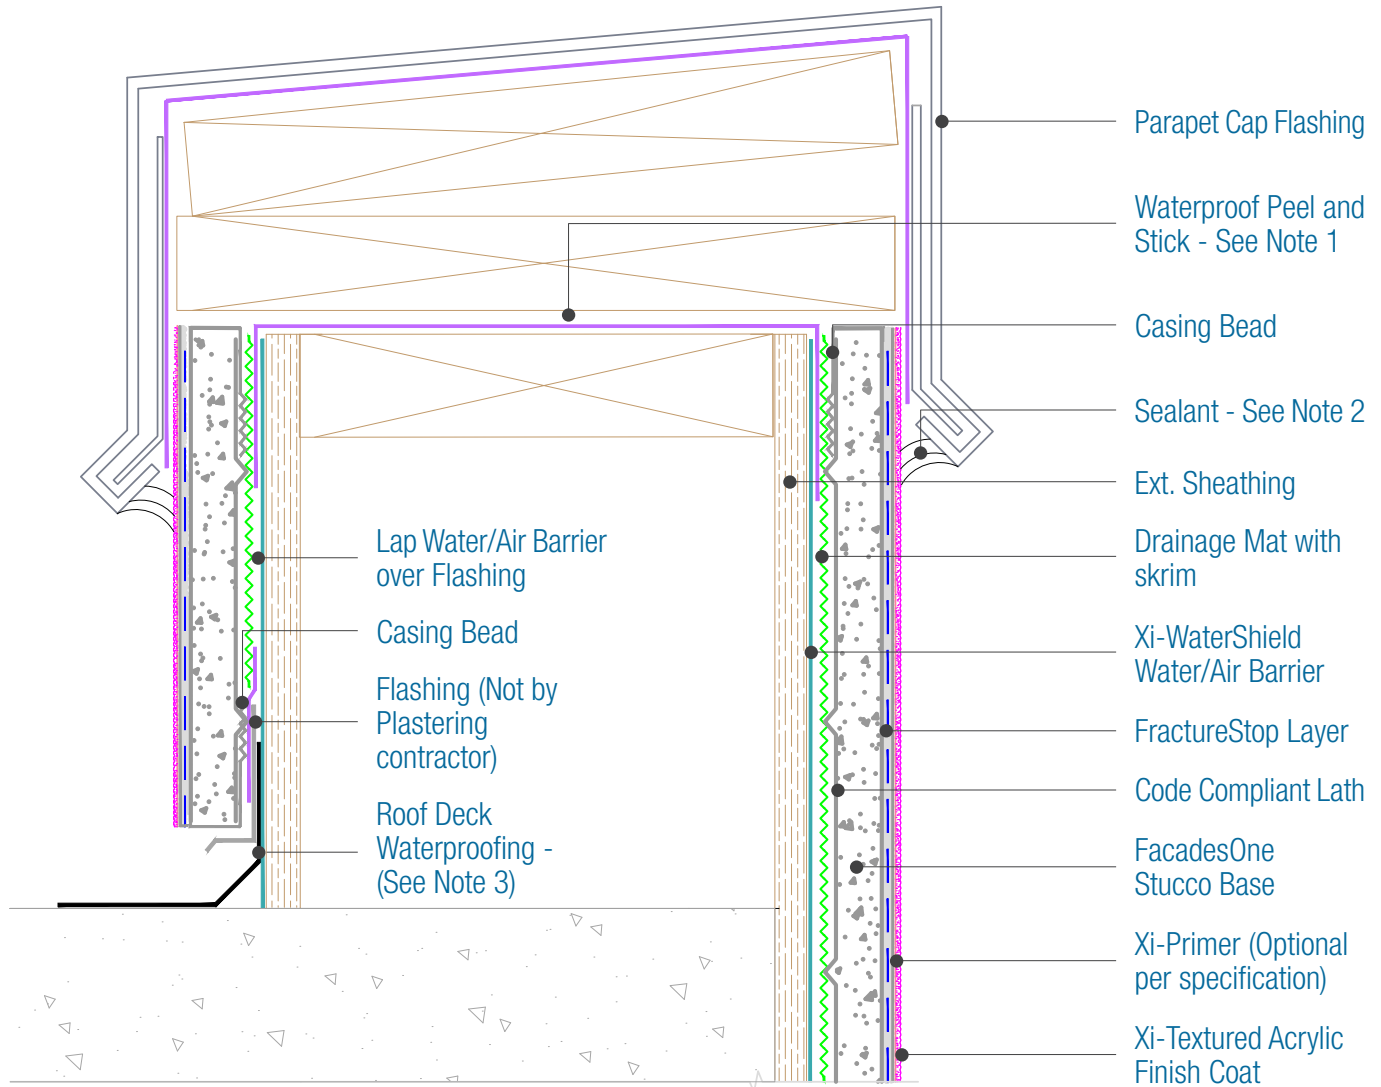 Parapet Cap Flashing
Waterproof Peel and
Stick - See Note 1
Casing Bead
Sealant - See Note 2
Ext. Sheathing
Drainage Mat with
skrim
Xi-WaterShield
Water/Air Barrier
FractureStop Layer
Code Compliant Lath
FacadesOne
Stucco Base
Xi-Primer (Optional
per specification)
Xi-Textured Acrylic
Finish Coat
Lap Water/Air Barrier
over Flashing
Casing Bead
Flashing (Not by
Plastering
contractor)
Roof Deck
Waterproofing -
(See Note 3)